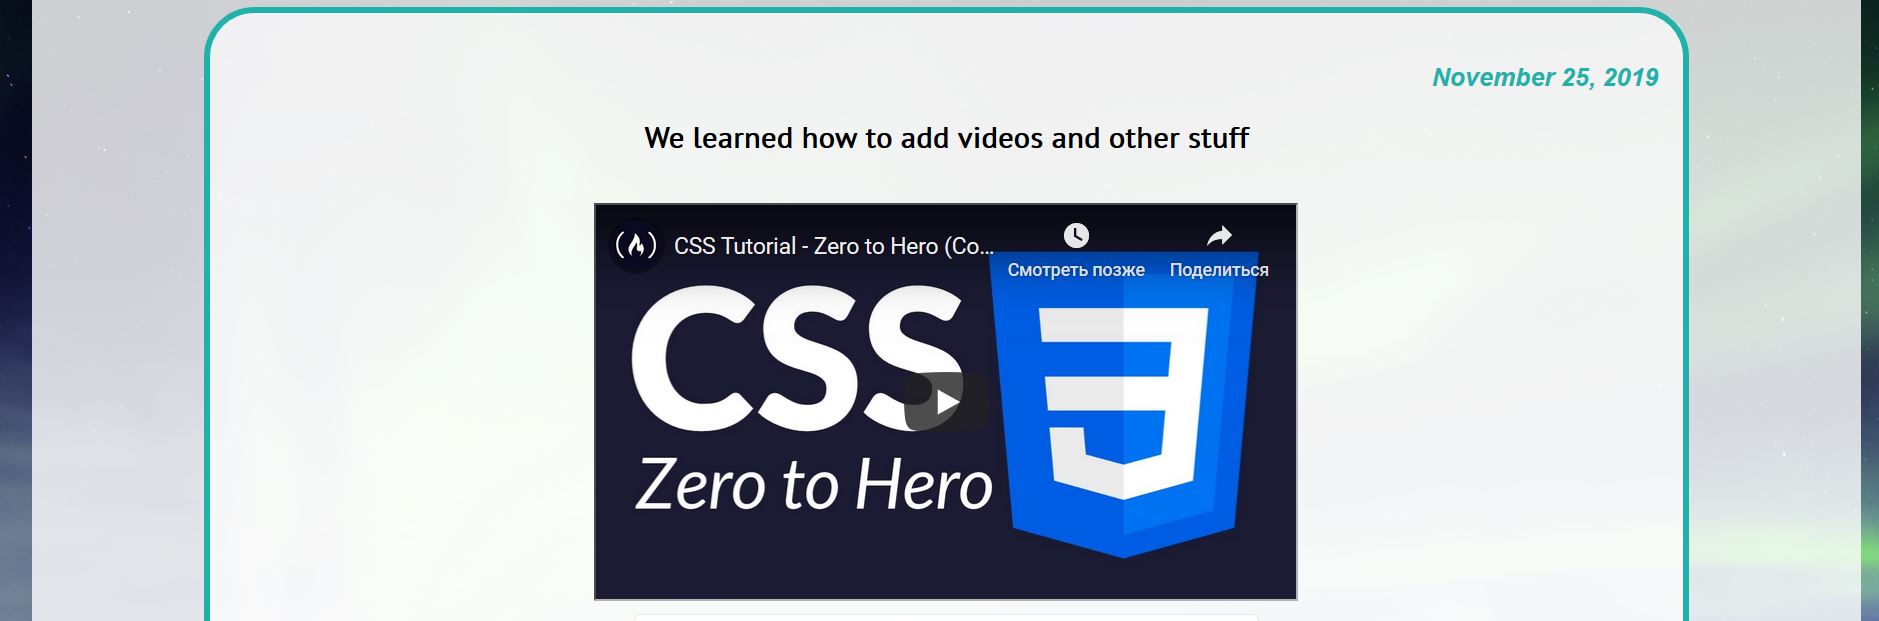 November 25, 2019
We learned how to add videos and other stuff
CSS Tutorial - Zero to Hero (Co...
Смотреть позже
Поделиться
CSS
Zero to Hero
3